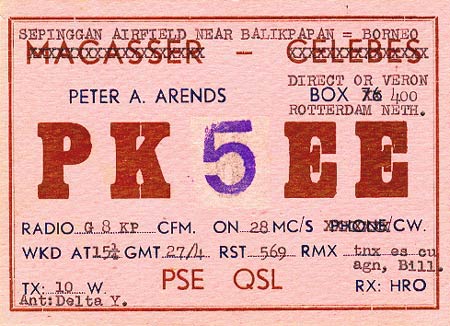 SEPINGGAN AIRFIELD NEAR BALIKPAPAN = BORNEO
MACASSER - CELEBES
DIRECT OR VERON
PETER A. ARENDS BOX 76 400
ROTTERDAM NETH.
PK5EE
RADIO G 8 KP CFM. ON 28 MC/S PHONE/CW.
WKD AT 15¼ GMT 27/4 RST 569 RMX tnx es cu
agn, Bill.
PSE QSL
TX: 10 W. RX: HRO
Ant:Delta Y.